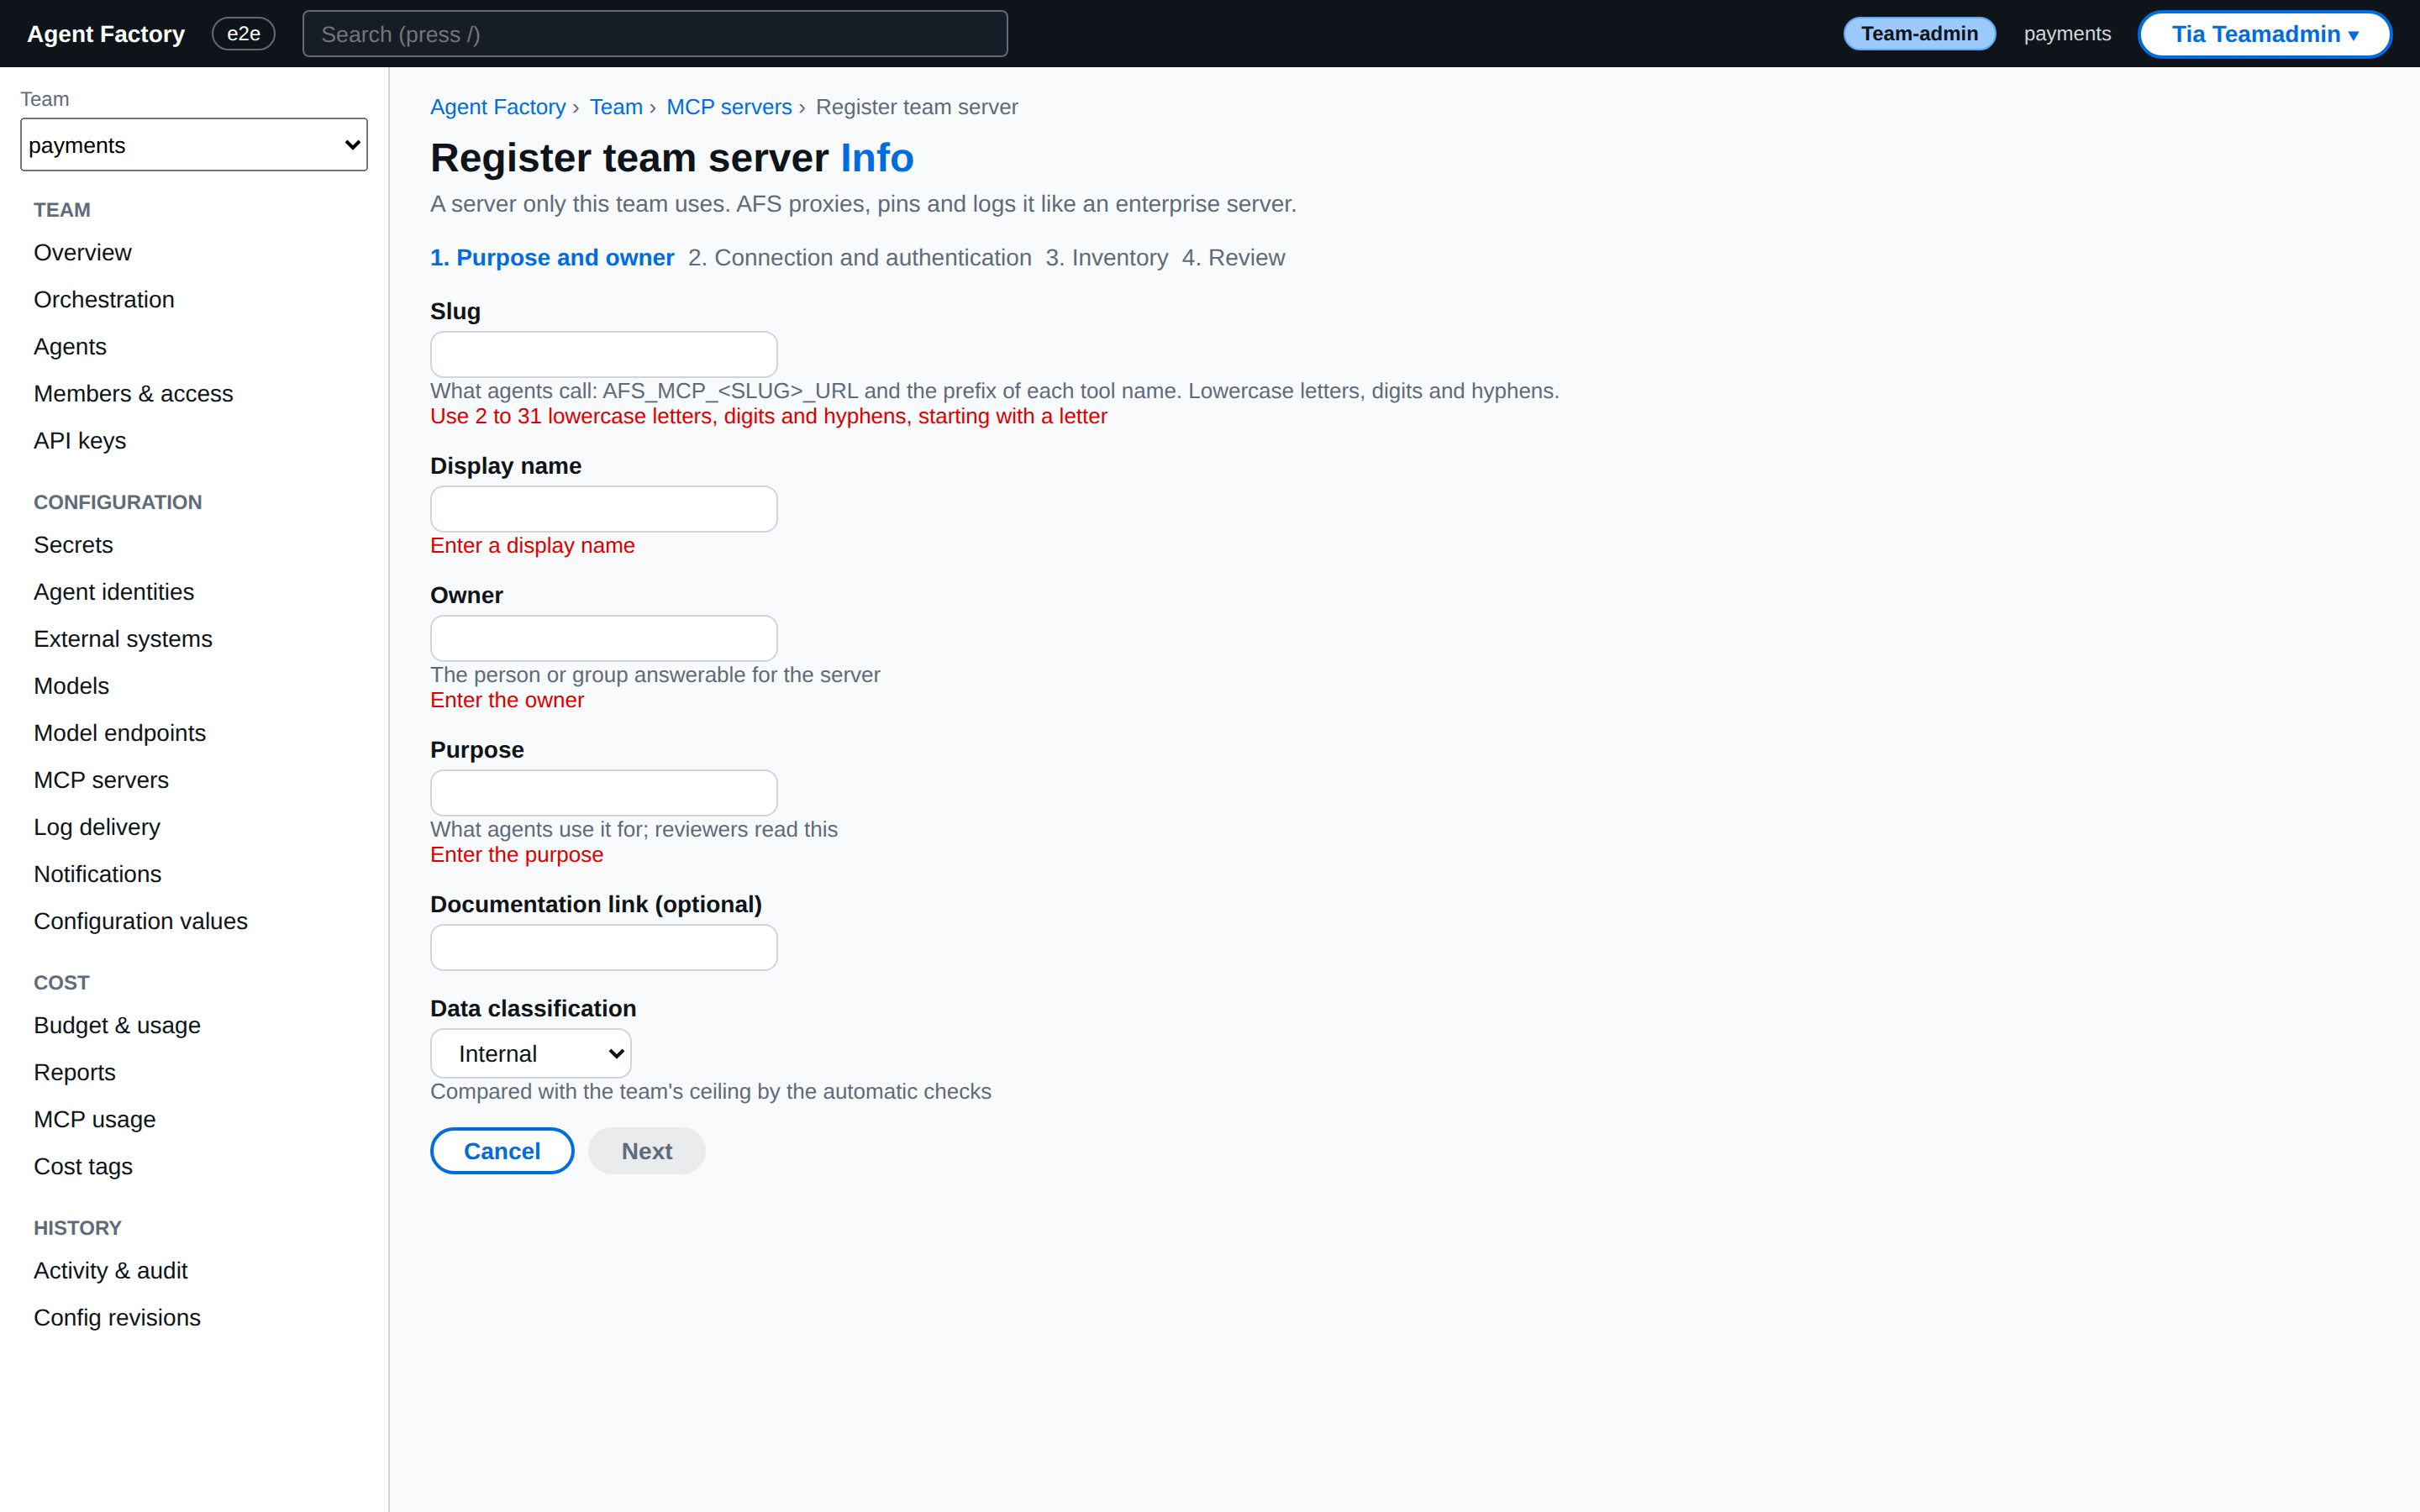 Agent Factory e2e Search (press /) Team-admin payments Tia Teamadmin ▾
Team
payments
TEAM
Overview
Orchestration
Agents
Members & access
API keys
CONFIGURATION
Secrets
Agent identities
External systems
Models
Model endpoints
MCP servers
Log delivery
Notifications
Configuration values
COST
Budget & usage
Reports
MCP usage
Cost tags
HISTORY
Activity & audit
Config revisions
Agent Factory › Team › MCP servers › Register team server
Register team server Info
A server only this team uses. AFS proxies, pins and logs it like an enterprise server.
1. Purpose and owner 2. Connection and authentication 3. Inventory 4. Review
Slug
What agents call: AFS_MCP_<SLUG>_URL and the prefix of each tool name. Lowercase letters, digits and hyphens.
Use 2 to 31 lowercase letters, digits and hyphens, starting with a letter
Display name
Enter a display name
Owner
The person or group answerable for the server
Enter the owner
Purpose
What agents use it for; reviewers read this
Enter the purpose
Documentation link (optional)
Data classification
Internal
Compared with the team's ceiling by the automatic checks
Cancel Next